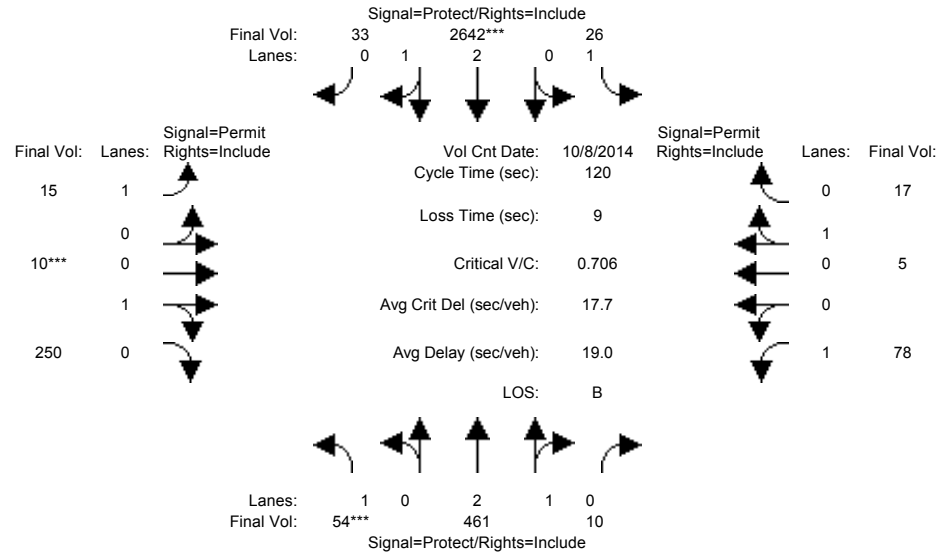 Signal=Protect/Rights=Include
Final Vol: 33 2642*** 26
Lanes: 0 1 2 0 1
Signal=Permit Signal=Permit
Final Vol: Lanes: Rights=Include Vol Cnt Date: 10/8/2014 Rights=Include Lanes: Final Vol:
Cycle Time (sec): 120
15 1 0 17
Loss Time (sec): 9
0 1
10*** 0 Critical V/C: 0.706 0 5
1 Avg Crit Del (sec/veh): 17.7 0
250 0 Avg Delay (sec/veh): 19.0 1 78
LOS: B
Lanes: 1 0 2 1 0
Final Vol: 54*** 461 10
Signal=Protect/Rights=Include